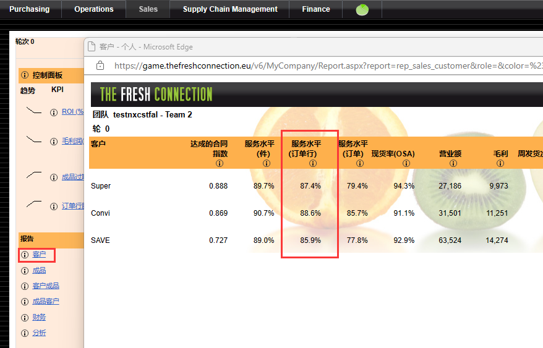 Purchasing Operations Sales Supply Chain Management Finance
轮次 0
客户 - 个人 - Microsoft Edge
https://game.thefreshconnection.eu/v6/MyCompany/Report.aspx?report=rep_sales_customer&role=&color=%2
THE FRESH CONNECTION
控制面板
趋势 KPI
ROI (%
成品过
订单行
报告
客户
成品
客户成品
成品客户
财务
分析
团队 testnxcstfal - Team 2
轮 0
客户 达成的合同指数 服务水平(件) 服务水平(订单行) 服务水平(订单) 现货率(OSA) 营业额 毛利 周发货
Super 0.888 89.7% 87.4% 79.4% 94.3% 27,186 9,973
Convi 0.869 90.7% 88.6% 85.7% 91.1% 31,501 11,251
SAVE 0.727 89.0% 85.9% 77.8% 92.9% 63,524 14,274